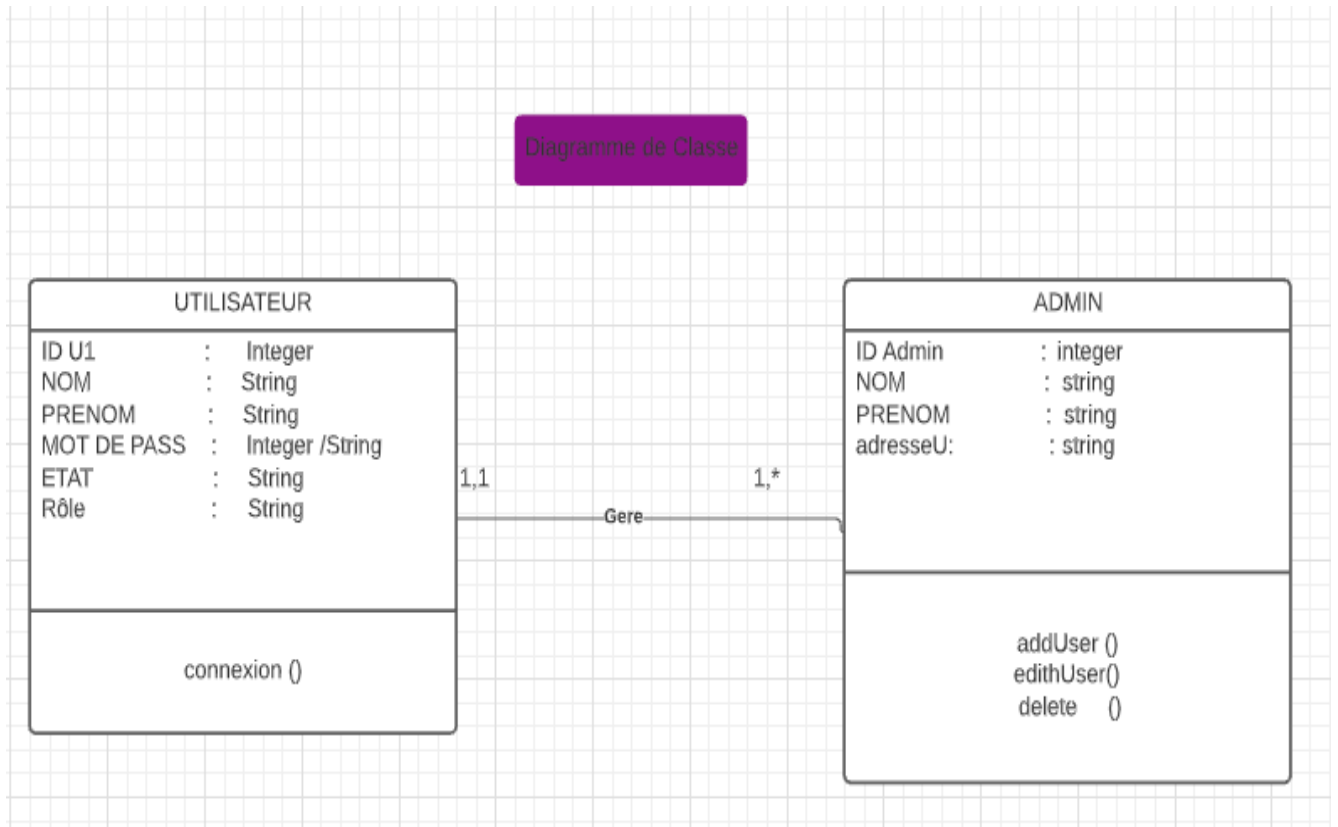 Diagramme de Classe
UTILISATEUR
ID U1 : Integer
NOM : String
PRENOM : String
MOT DE PASS : Integer /String
ETAT : String
Rôle : String
connexion ()
1,1
Gere
1,*
ADMIN
ID Admin : integer
NOM : string
PRENOM : string
adresseU: : string
addUser ()
edithUser()
delete ()